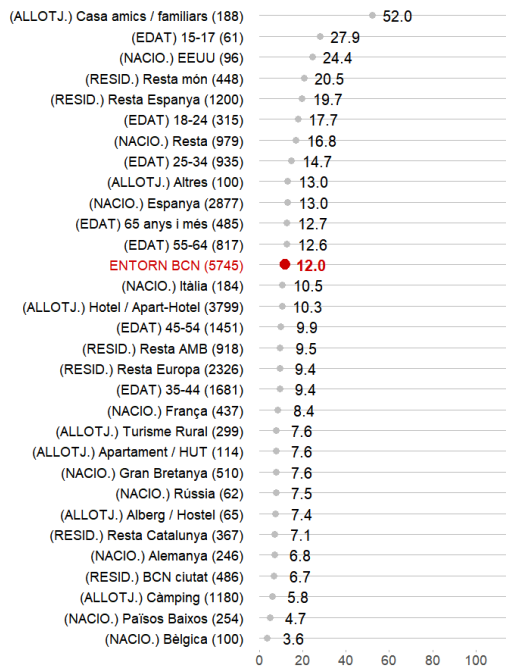 (ALLOTJ.) Casa amics / familiars (188) 52.0
(EDAT) 15-17 (61) 27.9
(NACIO.) EEUU (96) 24.4
(RESID.) Resta món (448) 20.5
(RESID.) Resta Espanya (1200) 19.7
(EDAT) 18-24 (315) 17.7
(NACIO.) Resta (979) 16.8
(EDAT) 25-34 (935) 14.7
(ALLOTJ.) Altres (100) 13.0
(NACIO.) Espanya (2877) 13.0
(EDAT) 65 anys i més (485) 12.7
(EDAT) 55-64 (817) 12.6
ENTORN BCN (5745) 12.0
(NACIO.) Itàlia (184) 10.5
(ALLOTJ.) Hotel / Apart-Hotel (3799) 10.3
(EDAT) 45-54 (1451) 9.9
(RESID.) Resta AMB (918) 9.5
(RESID.) Resta Europa (2326) 9.4
(EDAT) 35-44 (1681) 9.4
(NACIO.) França (437) 8.4
(ALLOTJ.) Turisme Rural (299) 7.6
(ALLOTJ.) Apartament / HUT (114) 7.6
(NACIO.) Gran Bretanya (510) 7.6
(NACIO.) Rússia (62) 7.5
(ALLOTJ.) Alberg / Hostel (65) 7.4
(RESID.) Resta Catalunya (367) 7.1
(NACIO.) Alemanya (246) 6.8
(RESID.) BCN ciutat (486) 6.7
(ALLOTJ.) Càmping (1180) 5.8
(NACIO.) Països Baixos (254) 4.7
(NACIO.) Bèlgica (100) 3.6
0 20 40 60 80 100